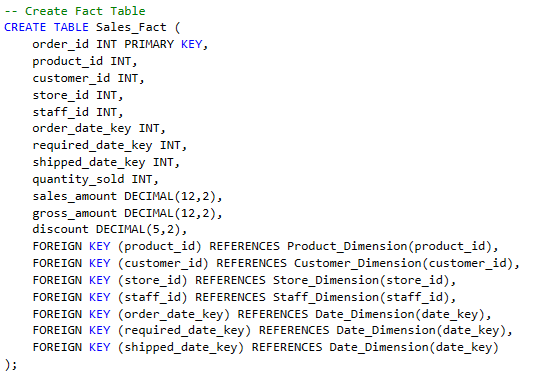 -- Create Fact Table
CREATE TABLE Sales_Fact (
    order_id INT PRIMARY KEY,
    product_id INT,
    customer_id INT,
    store_id INT,
    staff_id INT,
    order_date_key INT,
    required_date_key INT,
    shipped_date_key INT,
    quantity_sold INT,
    sales_amount DECIMAL(12,2),
    gross_amount DECIMAL(12,2),
    discount DECIMAL(5,2),
    FOREIGN KEY (product_id) REFERENCES Product_Dimension(product_id),
    FOREIGN KEY (customer_id) REFERENCES Customer_Dimension(customer_id),
    FOREIGN KEY (store_id) REFERENCES Store_Dimension(store_id),
    FOREIGN KEY (staff_id) REFERENCES Staff_Dimension(staff_id),
    FOREIGN KEY (order_date_key) REFERENCES Date_Dimension(date_key),
    FOREIGN KEY (required_date_key) REFERENCES Date_Dimension(date_key),
    FOREIGN KEY (shipped_date_key) REFERENCES Date_Dimension(date_key)
);